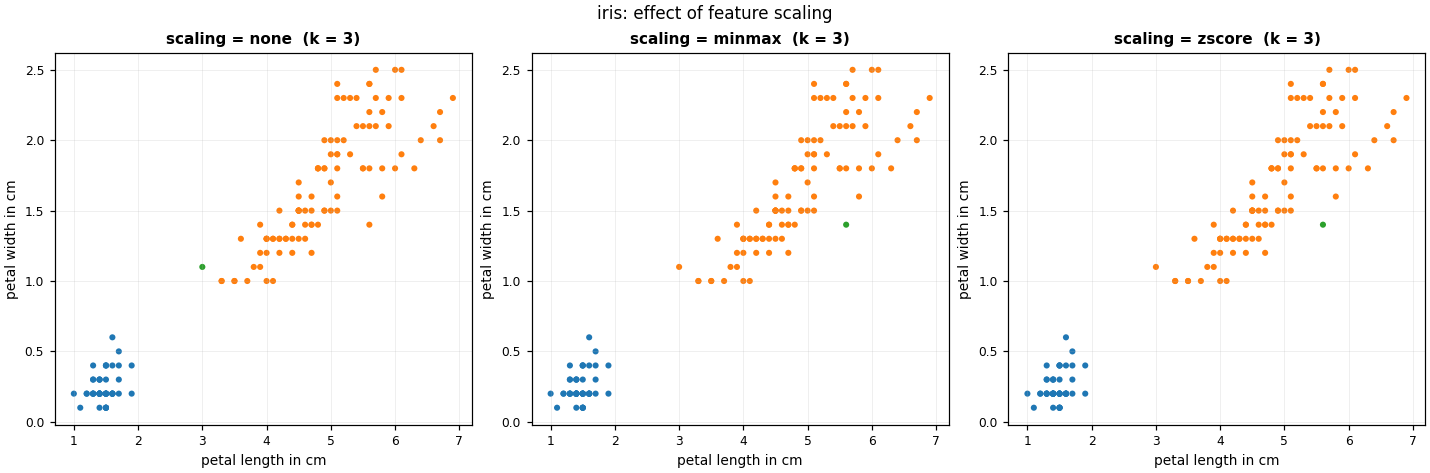 iris: effect of feature scaling
scaling = none  (k = 3)
petal width in cm
2.5
2.0
1.5
1.0
0.5
0.0
1 2 3 4 5 6 7
petal length in cm
scaling = minmax  (k = 3)
petal width in cm
2.5
2.0
1.5
1.0
0.5
0.0
1 2 3 4 5 6 7
petal length in cm
scaling = zscore  (k = 3)
petal width in cm
2.5
2.0
1.5
1.0
0.5
0.0
1 2 3 4 5 6 7
petal length in cm